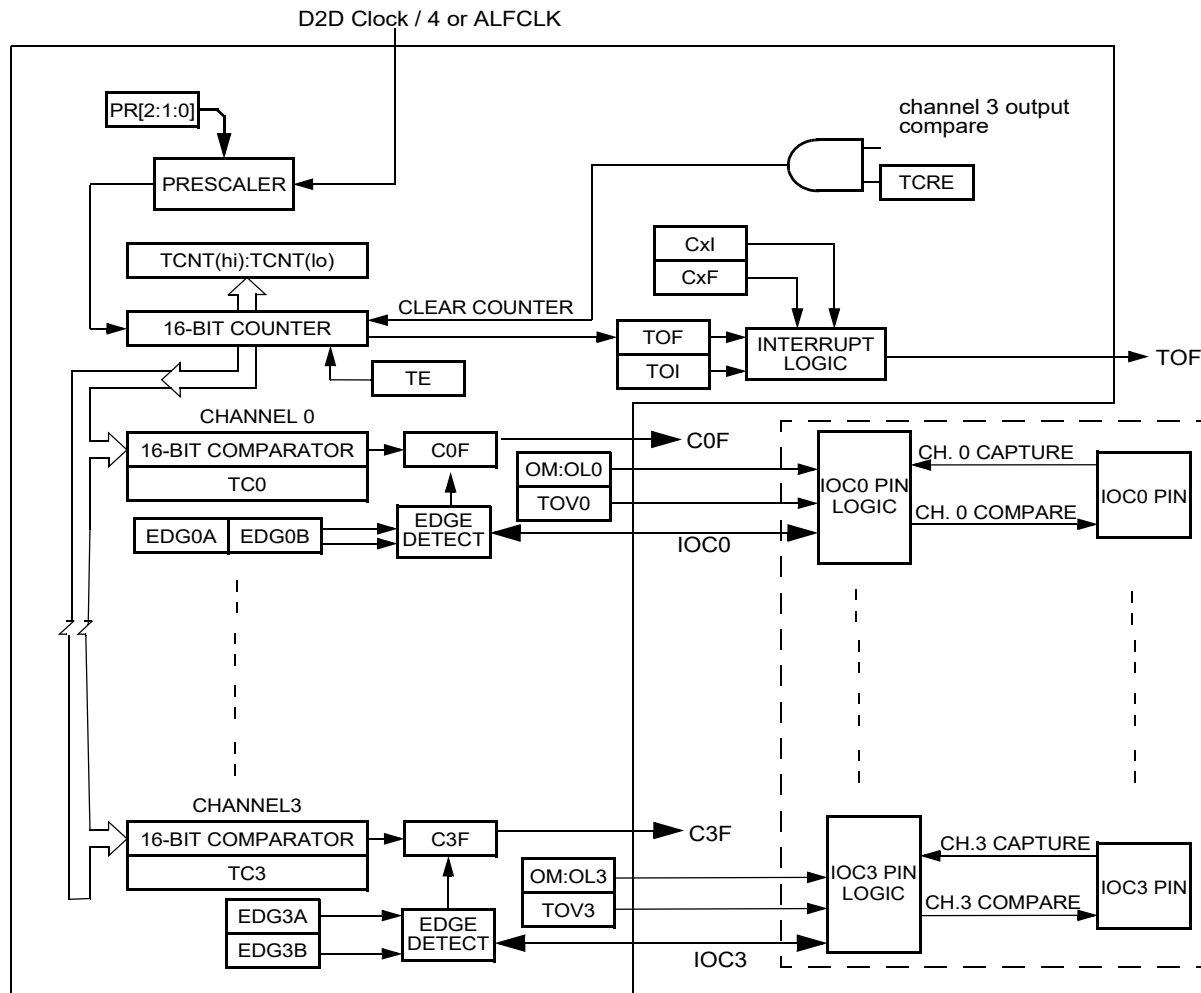 D2D Clock / 4 or ALFCLK
PR[2:1:0]
channel 3 output
compare
PRESCALER
TCRE
CxI
TCNT(hi):TCNT(lo)
CxF
CLEAR COUNTER
16-BIT COUNTER
TOF
INTERRUPT
LOGIC
TOF
TOI
TE
CHANNEL 0
16-BIT COMPARATOR
C0F
C0F
TC0
OM:OL0
TOV0
IOC0 PIN
LOGIC
CH. 0 CAPTURE
IOC0 PIN
CH. 0 COMPARE
EDG0A
EDG0B
EDGE
DETECT
IOC0
CHANNEL3
16-BIT COMPARATOR
C3F
C3F
TC3
OM:OL3
TOV3
IOC3 PIN
LOGIC
CH.3 CAPTURE
IOC3 PIN
CH.3 COMPARE
EDG3A
EDG3B
EDGE
DETECT
IOC3